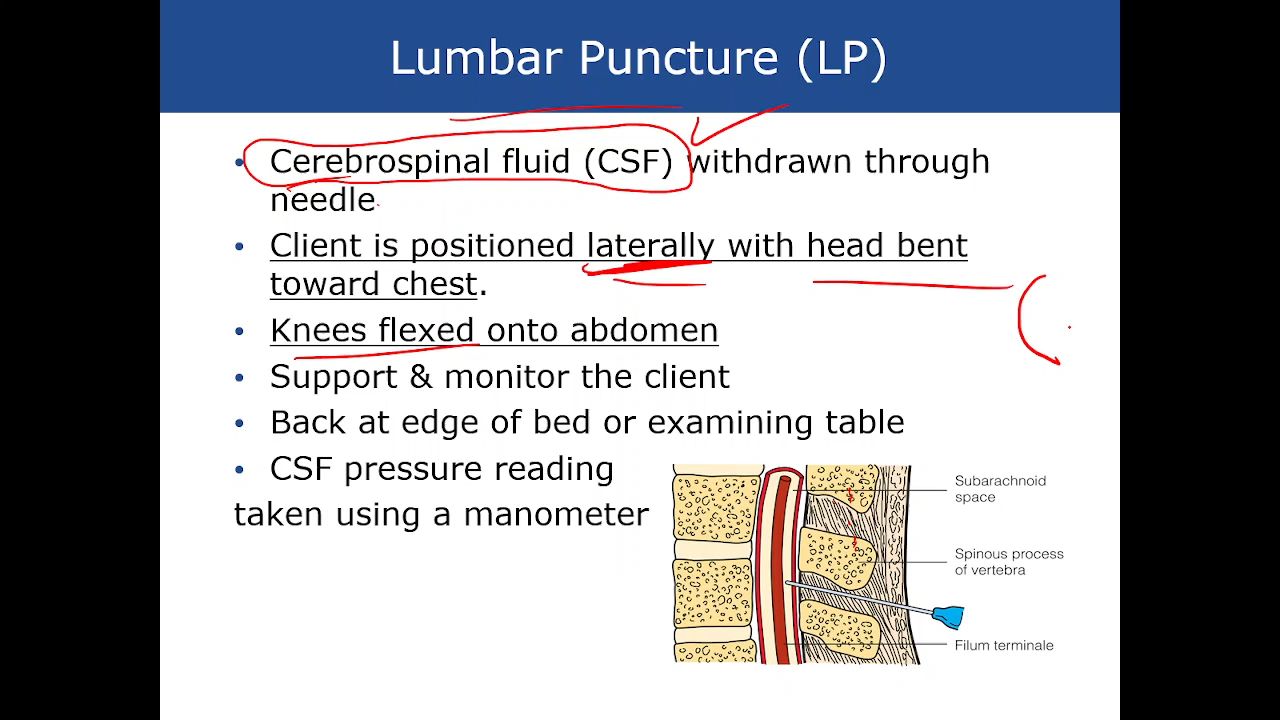 Lumbar Puncture (LP)
• Cerebrospinal fluid (CSF) withdrawn through
needle
• Client is positioned laterally with head bent
toward chest.
• Knees flexed onto abdomen
• Support & monitor the client
• Back at edge of bed or examining table
• CSF pressure reading
taken using a manometer
Subarachnoid
space
Spinous process
of vertebra
Filum terminale